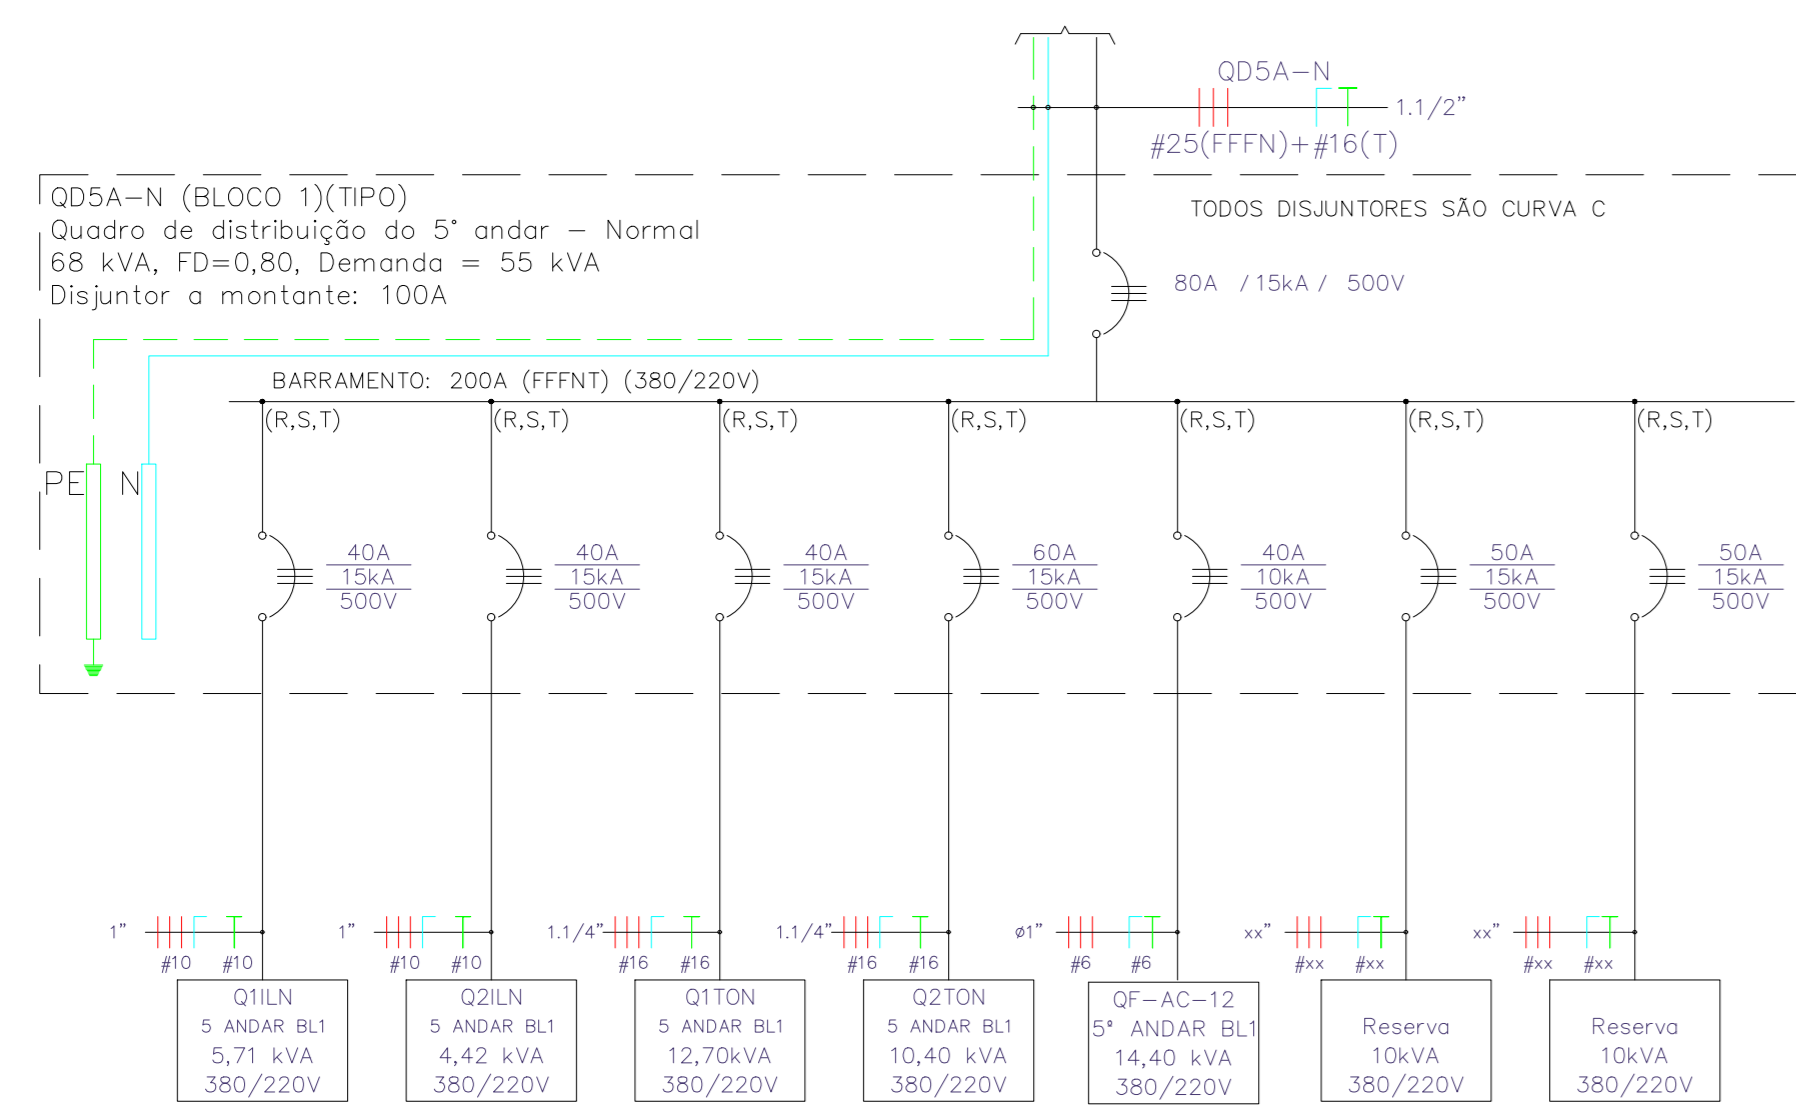 QD5A-N
1.1/2"
#25(FFFN)+#16(T)
QD5A-N (BLOCO 1)(TIPO)
Quadro de distribuição do 5° andar – Normal
68 kVA, FD=0,80, Demanda = 55 kVA
Disjuntor a montante: 100A
TODOS DISJUNTORES SÃO CURVA C
80A / 15kA / 500V
BARRAMENTO: 200A (FFFNT) (380/220V)
(R,S,T)
(R,S,T)
(R,S,T)
(R,S,T)
(R,S,T)
(R,S,T)
(R,S,T)
PE
N
40A
15kA
500V
40A
15kA
500V
40A
15kA
500V
60A
15kA
500V
40A
10kA
500V
50A
15kA
500V
50A
15kA
500V
1"
#10 #10
1"
#10 #10
1.1/4"
#16 #16
1.1/4"
#16 #16
ø1"
#6 #6
xx"
#xx #xx
xx"
#xx #xx
Q1ILN
5 ANDAR BL1
5,71 kVA
380/220V
Q2ILN
5 ANDAR BL1
4,42 kVA
380/220V
Q1TON
5 ANDAR BL1
12,70kVA
380/220V
Q2TON
5 ANDAR BL1
10,40 kVA
380/220V
QF-AC-12
5º ANDAR BL1
14,40 kVA
380/220V
Reserva
10kVA
380/220V
Reserva
10kVA
380/220V